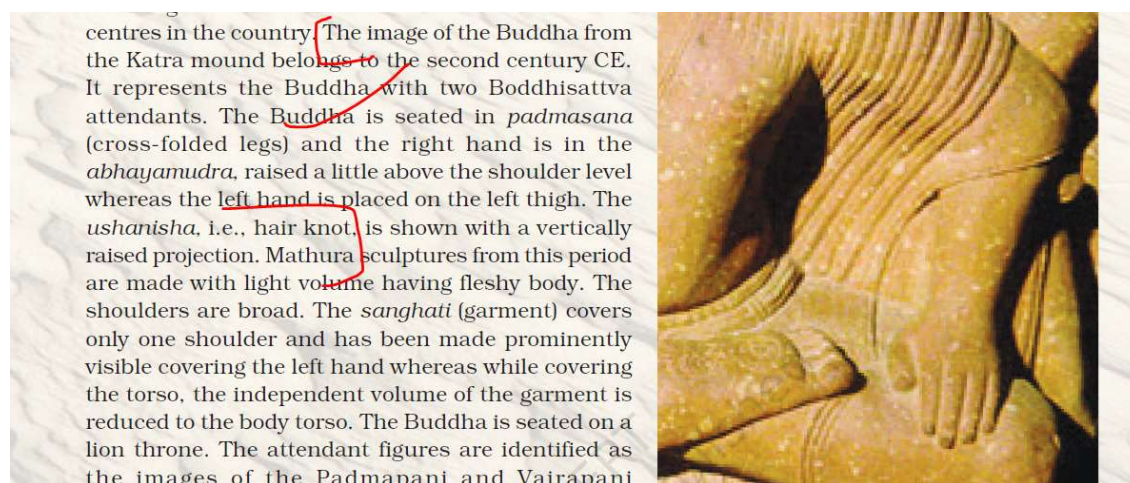 centres in the country. The image of the Buddha from
the Katra mound belongs to the second century CE.
It represents the Buddha with two Boddhisattva
attendants. The Buddha is seated in padmasana
(cross-folded legs) and the right hand is in the
abhayamudra, raised a little above the shoulder level
whereas the left hand is placed on the left thigh. The
ushanisha, i.e., hair knot, is shown with a vertically
raised projection. Mathura sculptures from this period
are made with light volume having fleshy body. The
shoulders are broad. The sanghati (garment) covers
only one shoulder and has been made prominently
visible covering the left hand whereas while covering
the torso, the independent volume of the garment is
reduced to the body torso. The Buddha is seated on a
lion throne. The attendant figures are identified as
the images of the Padmapani and Vajrapani